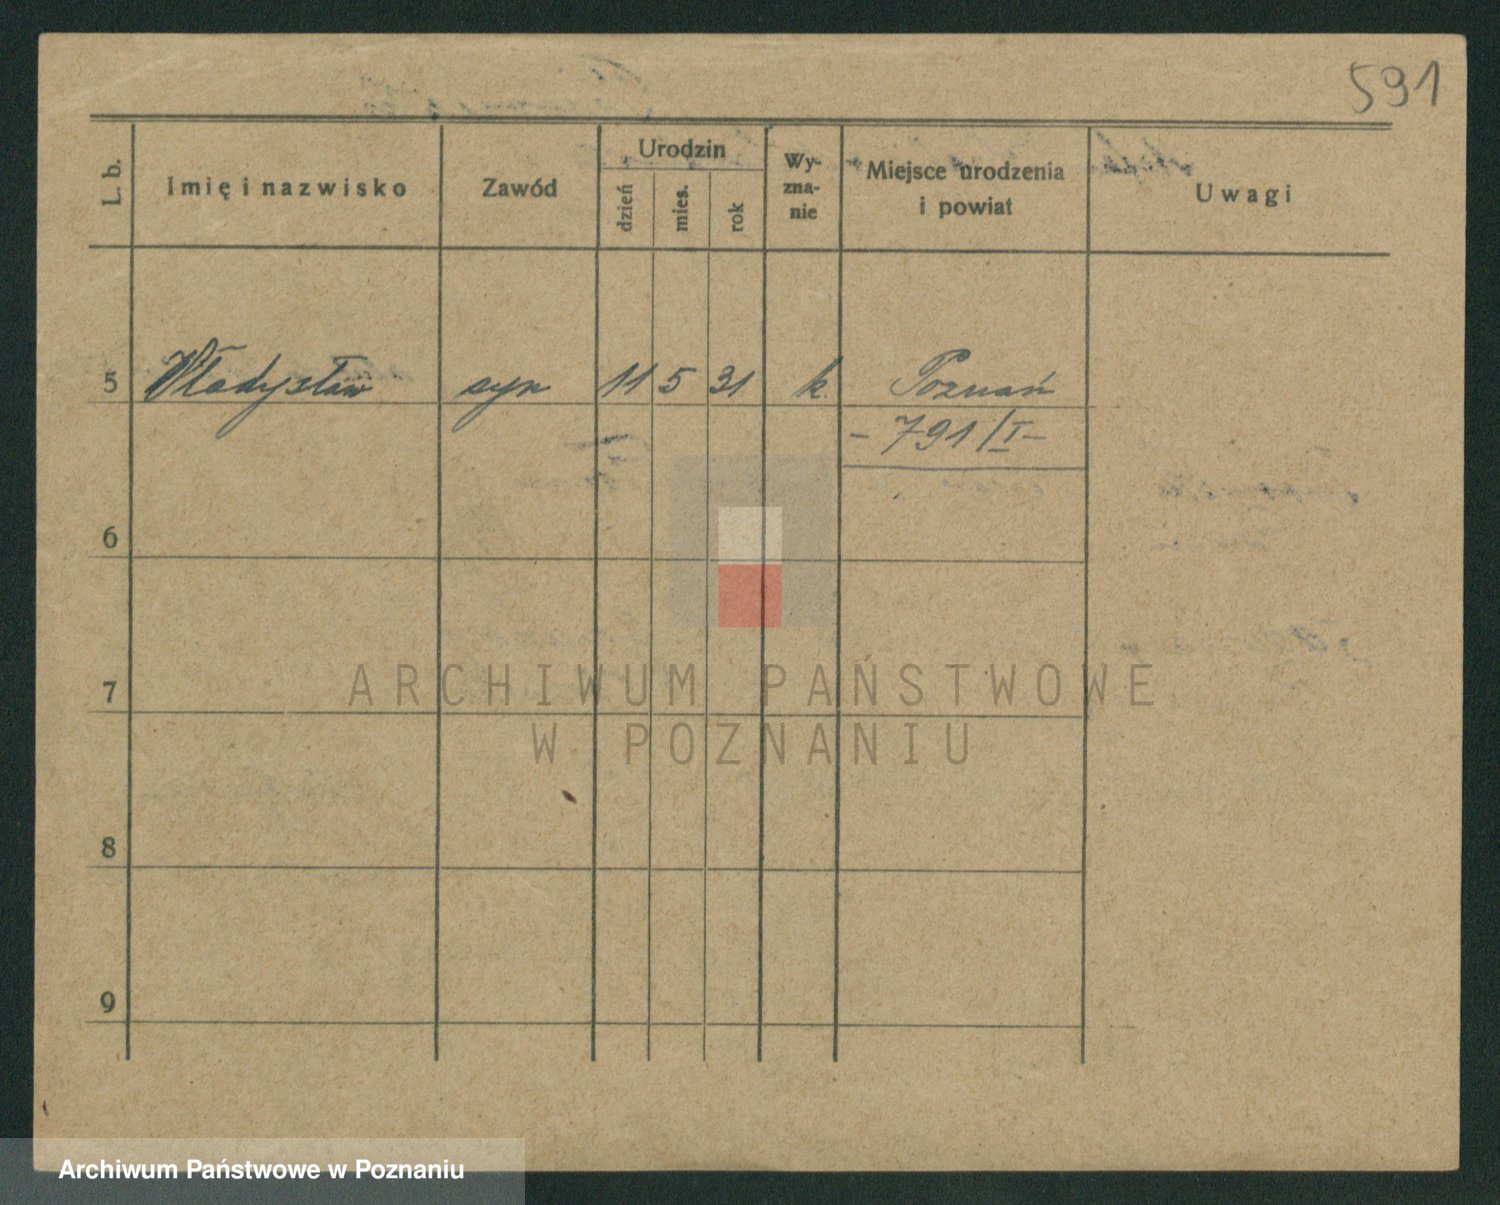 591
L. b.
Imię i nazwisko
Zawód
Urodzin
dzień
mies.
rok
Wy-
zna-
nie
Miejsce urodzenia
i powiat
Uwagi
5 Władysław syn 11 5 31 k. Poznań
- 791/I -
6
7
8
9
ARCHIWUM PAŃSTWOWE
W POZNANIU
Archiwum Państwowe w Poznaniu